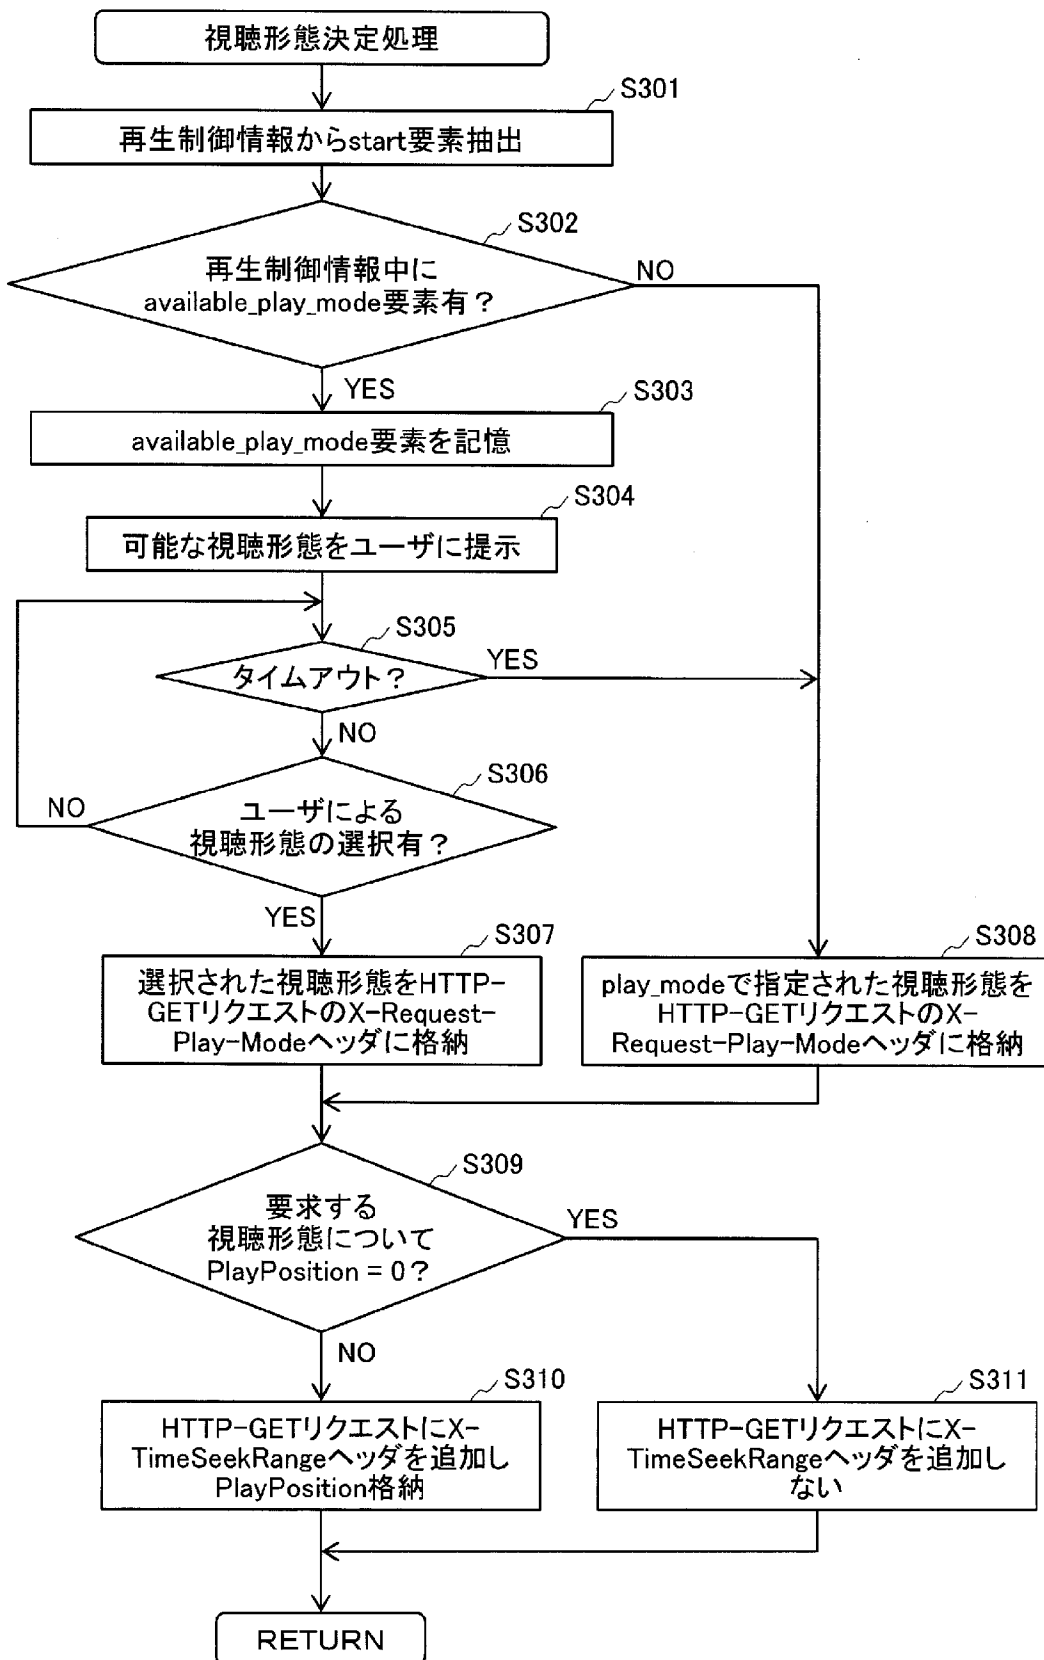 視聴形態決定処理
S301
再生制御情報からstart要素抽出
S302
再生制御情報中に
available_play_mode要素有？
NO
YES
S303
available_play_mode要素を記憶
S304
可能な視聴形態をユーザに提示
S305
タイムアウト？
YES
NO
S306
ユーザによる
視聴形態の選択有？
NO
YES
S307
選択された視聴形態をHTTP-
GETリクエストのX-Request-
Play-Modeヘッダに格納
S308
play_modeで指定された視聴形態を
HTTP-GETリクエストのX-
Request-Play-Modeヘッダに格納
S309
要求する
視聴形態について
PlayPosition = 0？
YES
NO
S310
HTTP-GETリクエストにX-
TimeSeekRangeヘッダを追加し
PlayPosition格納
S311
HTTP-GETリクエストにX-
TimeSeekRangeヘッダを追加し
ない
RETURN